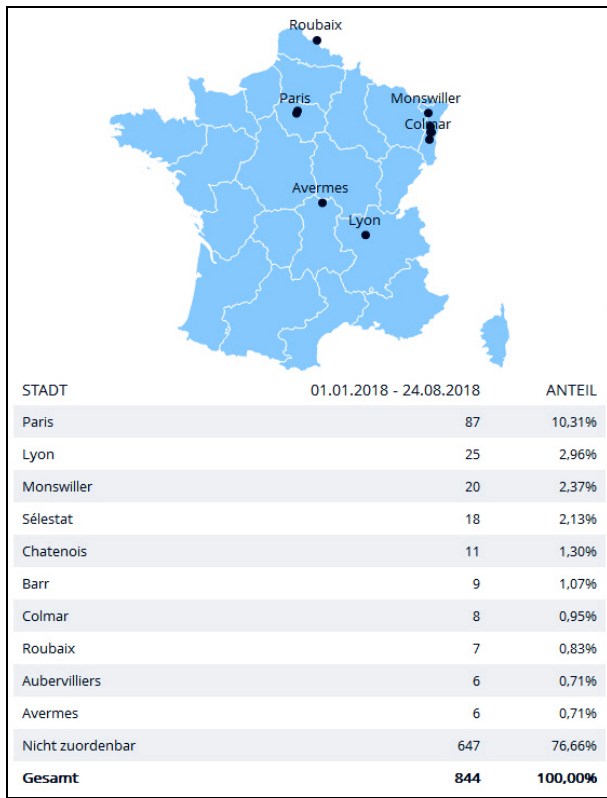 Roubaix
Paris
Monswiller
Colmar
Avermes
Lyon
STADT 01.01.2018 - 24.08.2018 ANTEIL
Paris 87 10,31%
Lyon 25 2,96%
Monswiller 20 2,37%
Sélestat 18 2,13%
Chatenois 11 1,30%
Barr 9 1,07%
Colmar 8 0,95%
Roubaix 7 0,83%
Aubervilliers 6 0,71%
Avermes 6 0,71%
Nicht zuordenbar 647 76,66%
Gesamt 844 100,00%